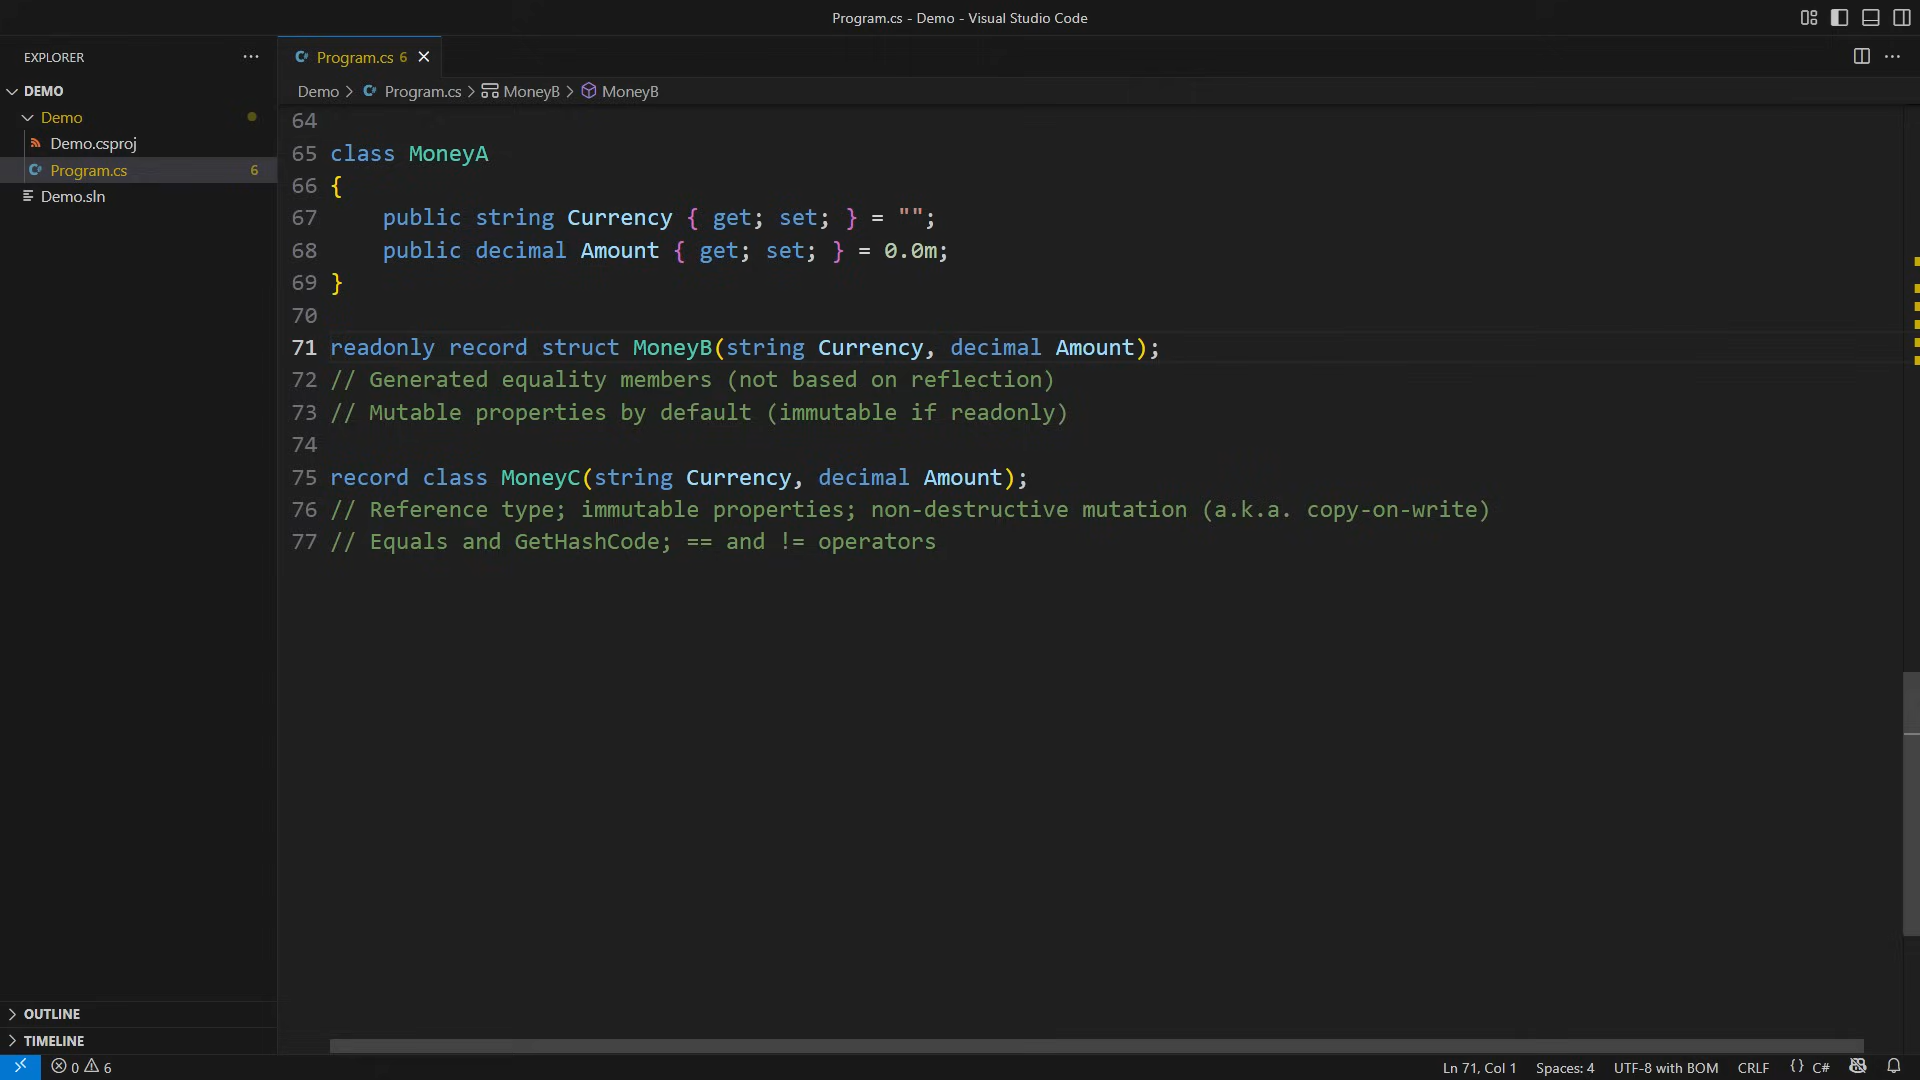 Program.cs - Demo - Visual Studio Code
EXPLORER
DEMO
Demo
Demo.csproj
Program.cs 6
Demo.sln
OUTLINE
TIMELINE
Program.cs 6
Demo > Program.cs > MoneyB > MoneyB
64
65 class MoneyA
66 {
67     public string Currency { get; set; } = "";
68     public decimal Amount { get; set; } = 0.0m;
69 }
70
71 readonly record struct MoneyB(string Currency, decimal Amount);
72 // Generated equality members (not based on reflection)
73 // Mutable properties by default (immutable if readonly)
74
75 record class MoneyC(string Currency, decimal Amount);
76 // Reference type; immutable properties; non-destructive mutation (a.k.a. copy-on-write)
77 // Equals and GetHashCode; == and != operators
0 6 Ln 71, Col 1 Spaces: 4 UTF-8 with BOM CRLF {} C#